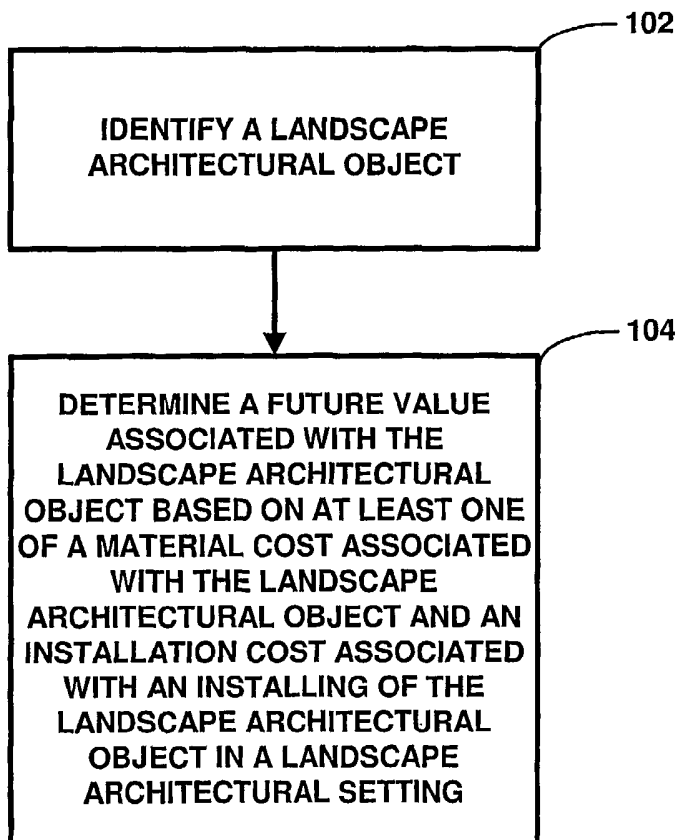 102
IDENTIFY A LANDSCAPE
ARCHITECTURAL OBJECT
104
DETERMINE A FUTURE VALUE
ASSOCIATED WITH THE
LANDSCAPE ARCHITECTURAL
OBJECT BASED ON AT LEAST ONE
OF A MATERIAL COST ASSOCIATED
WITH THE LANDSCAPE
ARCHITECTURAL OBJECT AND AN
INSTALLATION COST ASSOCIATED
WITH AN INSTALLING OF THE
LANDSCAPE ARCHITECTURAL
OBJECT IN A LANDSCAPE
ARCHITECTURAL SETTING